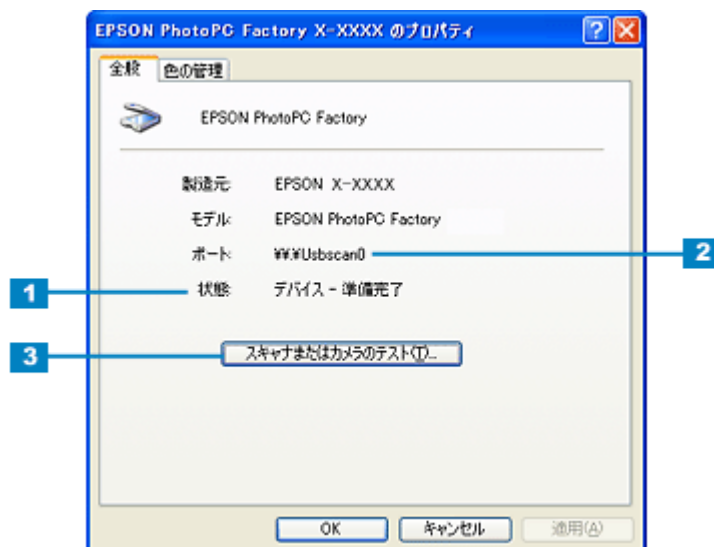 EPSON PhotoPC Factory X-XXXX のプロパティ
全般 色の管理
EPSON PhotoPC Factory
製造元: EPSON X-XXXX
モデル: EPSON PhotoPC Factory
ポート: ¥¥.¥Usbscan0 2
1 状態: デバイス - 準備完了
3 スキャナまたはカメラのテスト(T)...
OK キャンセル 適用(A)